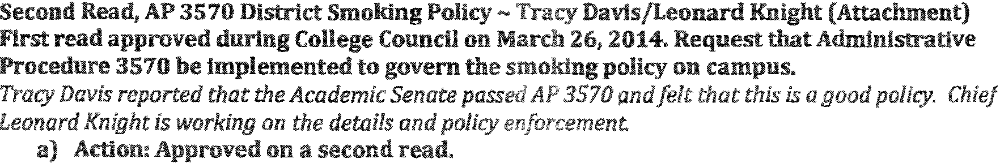 Second Read, AP 3570 District Smoking Policy ~ Tracy Davis/Leonard Knight (Attachment)
First read approved during College Council on March 26, 2014. Request that Administrative
Procedure 3570 be implemented to govern the smoking policy on campus.
Tracy Davis reported that the Academic Senate passed AP 3570 and felt that this is a good policy.  Chief
Leonard Knight is working on the details and policy enforcement.
a)   Action: Approved on a second read.